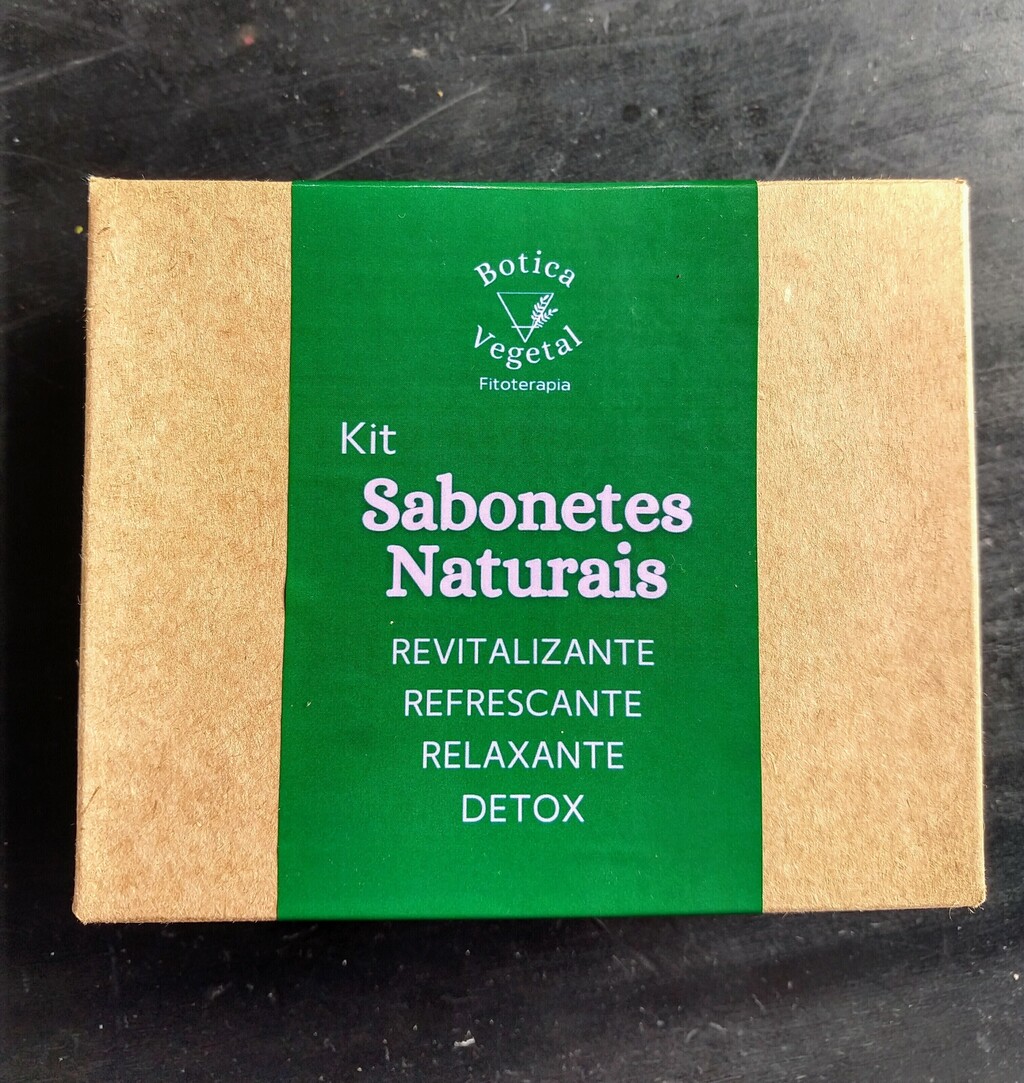 Botica
Vegetal
Fitoterapia
Kit
Sabonetes
Naturais
REVITALIZANTE
REFRESCANTE
RELAXANTE
DETOX